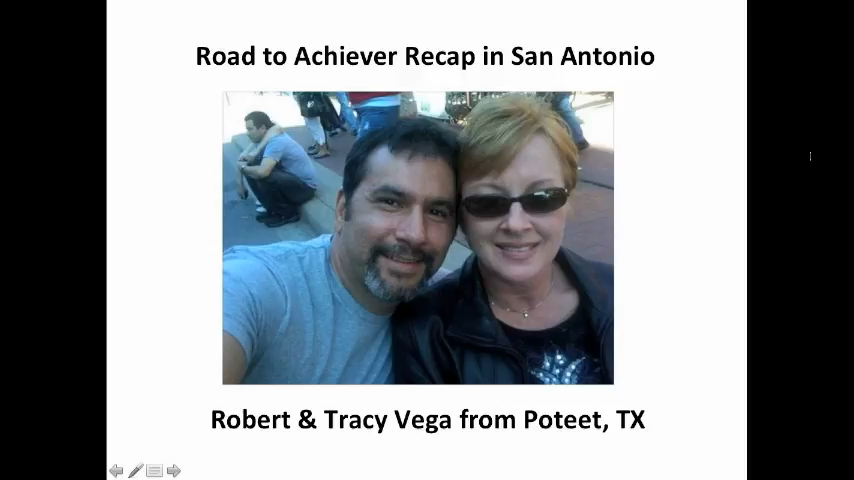 Road to Achiever Recap in San Antonio
Robert & Tracy Vega from Poteet, TX